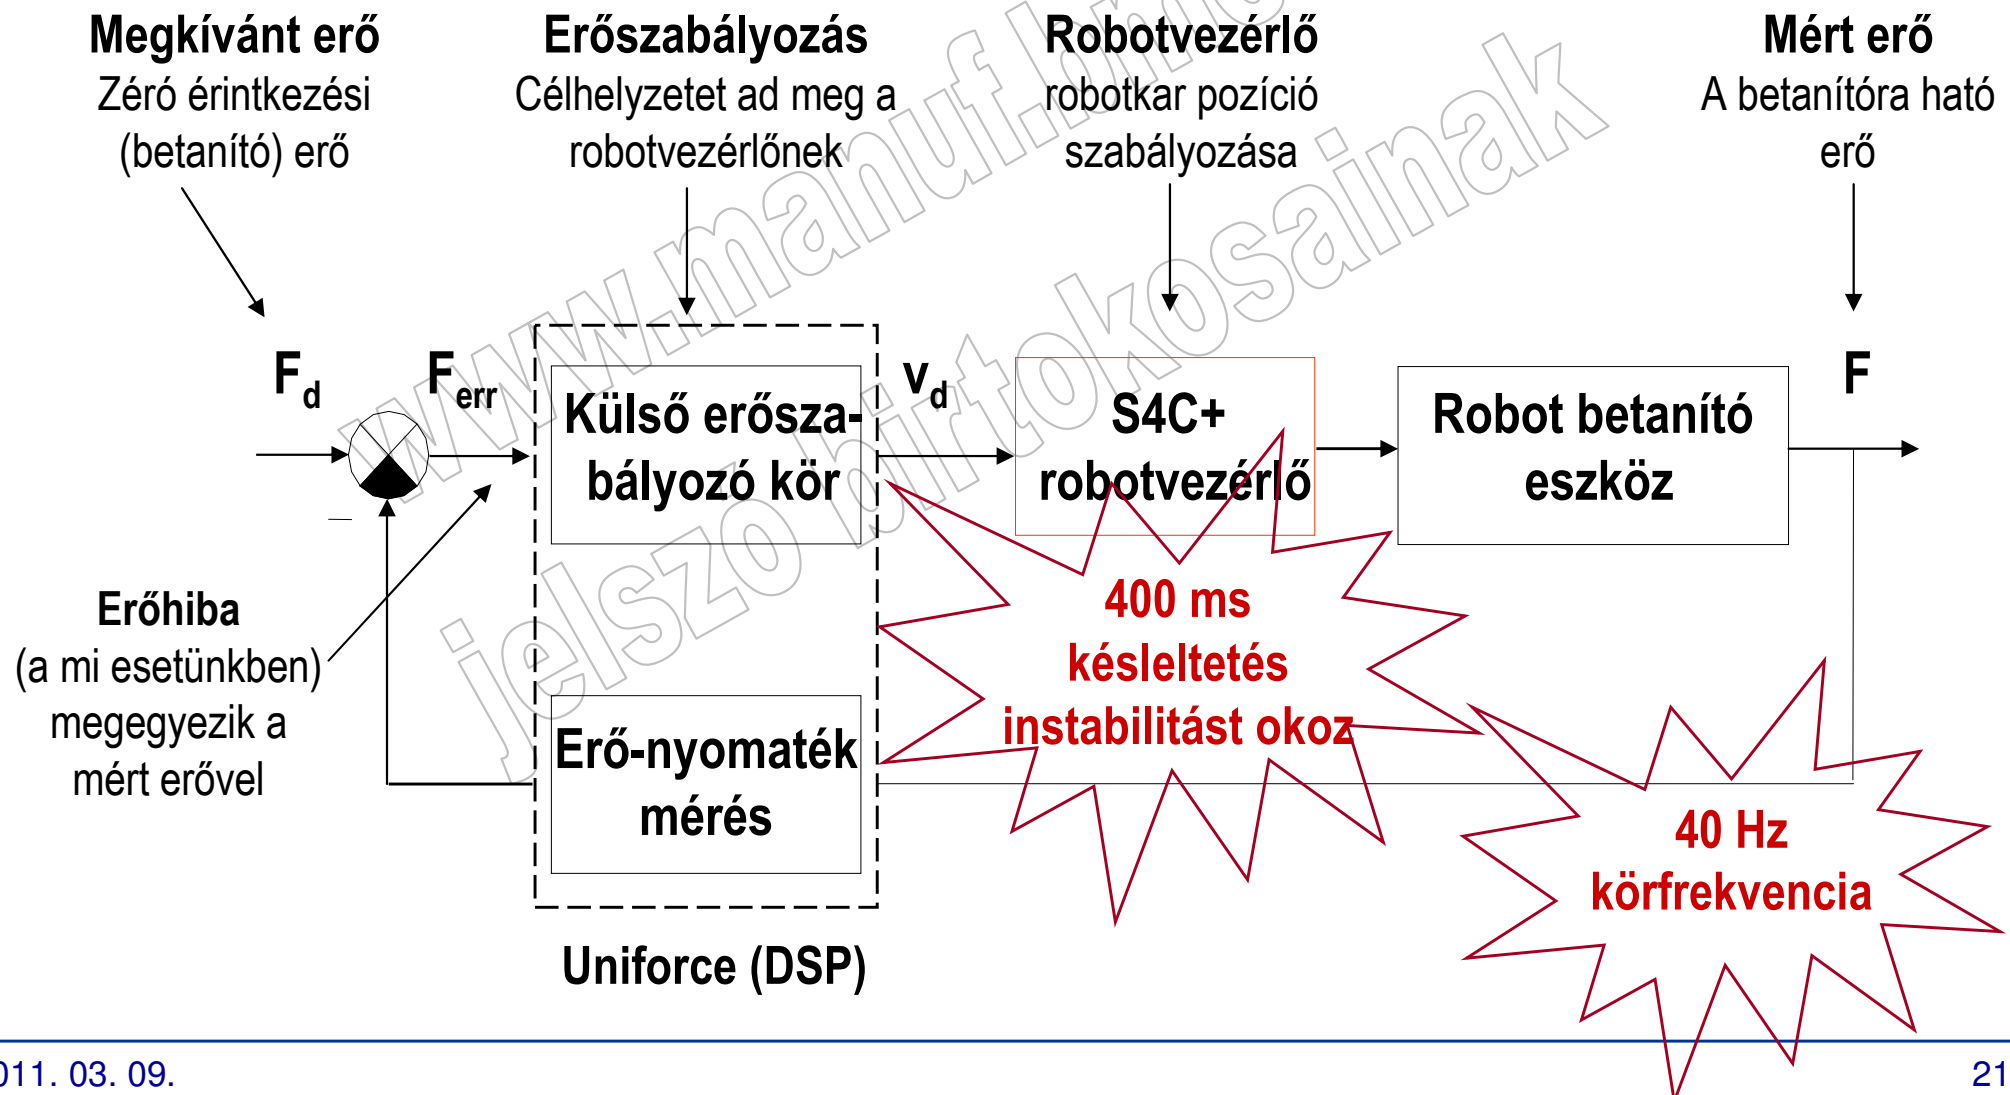 Megkívánt erő
Zéró érintkezési
(betanító) erő
Erőszabályozás
Célhelyzetet ad meg a
robotvezérlőnek
Robotvezérlő
robotkar pozíció
szabályozása
Mért erő
A betanítóra ható
erő
Fd
Ferr
Külső erősza-
bályozó kör
vd
S4C+
robotvezérlő
Robot betanító
eszköz
F
Erőhiba
(a mi esetünkben)
megegyezik a
mért erővel
Erő-nyomaték
mérés
400 ms
késleltetés
instabilitást okoz
40 Hz
körfrekvencia
Uniforce (DSP)
www.manuf.bme
jelszó birtokosainak
011. 03. 09.
21